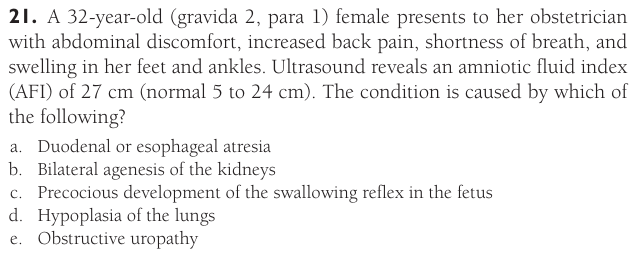 21. A 32-year-old (gravida 2, para 1) female presents to her obstetrician
with abdominal discomfort, increased back pain, shortness of breath, and
swelling in her feet and ankles. Ultrasound reveals an amniotic fluid index
(AFI) of 27 cm (normal 5 to 24 cm). The condition is caused by which of
the following?
a. Duodenal or esophageal atresia
b. Bilateral agenesis of the kidneys
c. Precocious development of the swallowing reflex in the fetus
d. Hypoplasia of the lungs
e. Obstructive uropathy